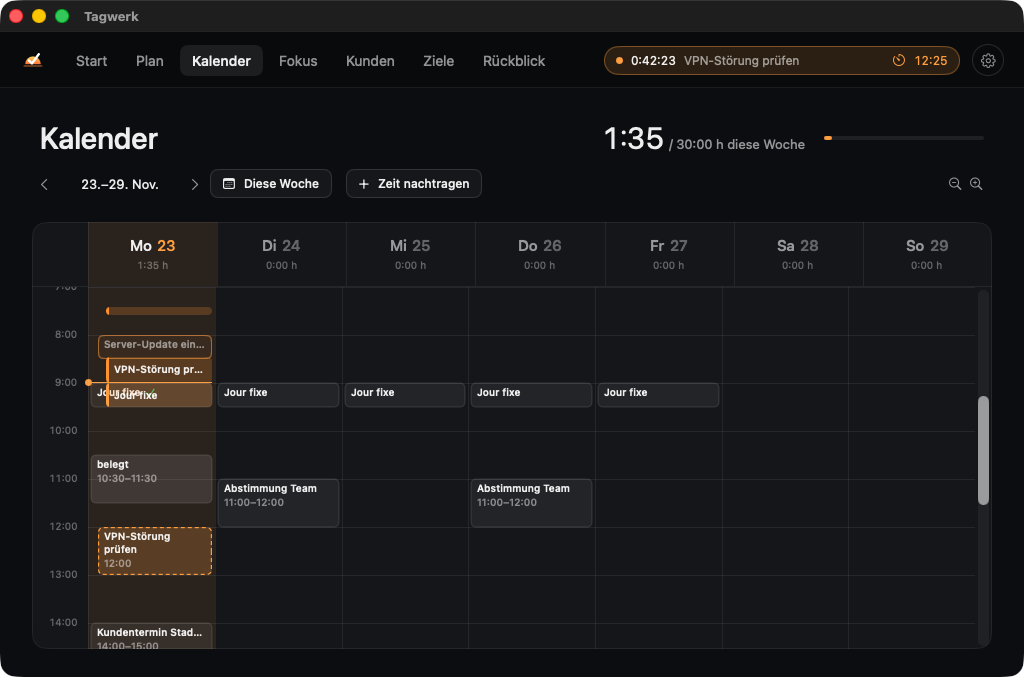 Tagwerk
Start Plan Kalender Fokus Kunden Ziele Rückblick
0:42:23 VPN-Störung prüfen 12:25
Kalender
1:35 / 30:00 h diese Woche
23.–29. Nov.
Diese Woche
Zeit nachtragen
Mo 23 Di 24 Mi 25 Do 26 Fr 27 Sa 28 So 29
1:35 h 0:00 h 0:00 h 0:00 h 0:00 h 0:00 h 0:00 h
7:00
8:00
Server-Update ein…
VPN-Störung pr…
9:00
Jour fixe
Jour fixe
Jour fixe
Jour fixe
Jour fixe
Jour fixe
10:00
belegt
10:30–11:30
11:00
Abstimmung Team
11:00–12:00
Abstimmung Team
11:00–12:00
12:00
VPN-Störung
prüfen
12:00
13:00
14:00
Kundentermin Stad…
14:00–15:00